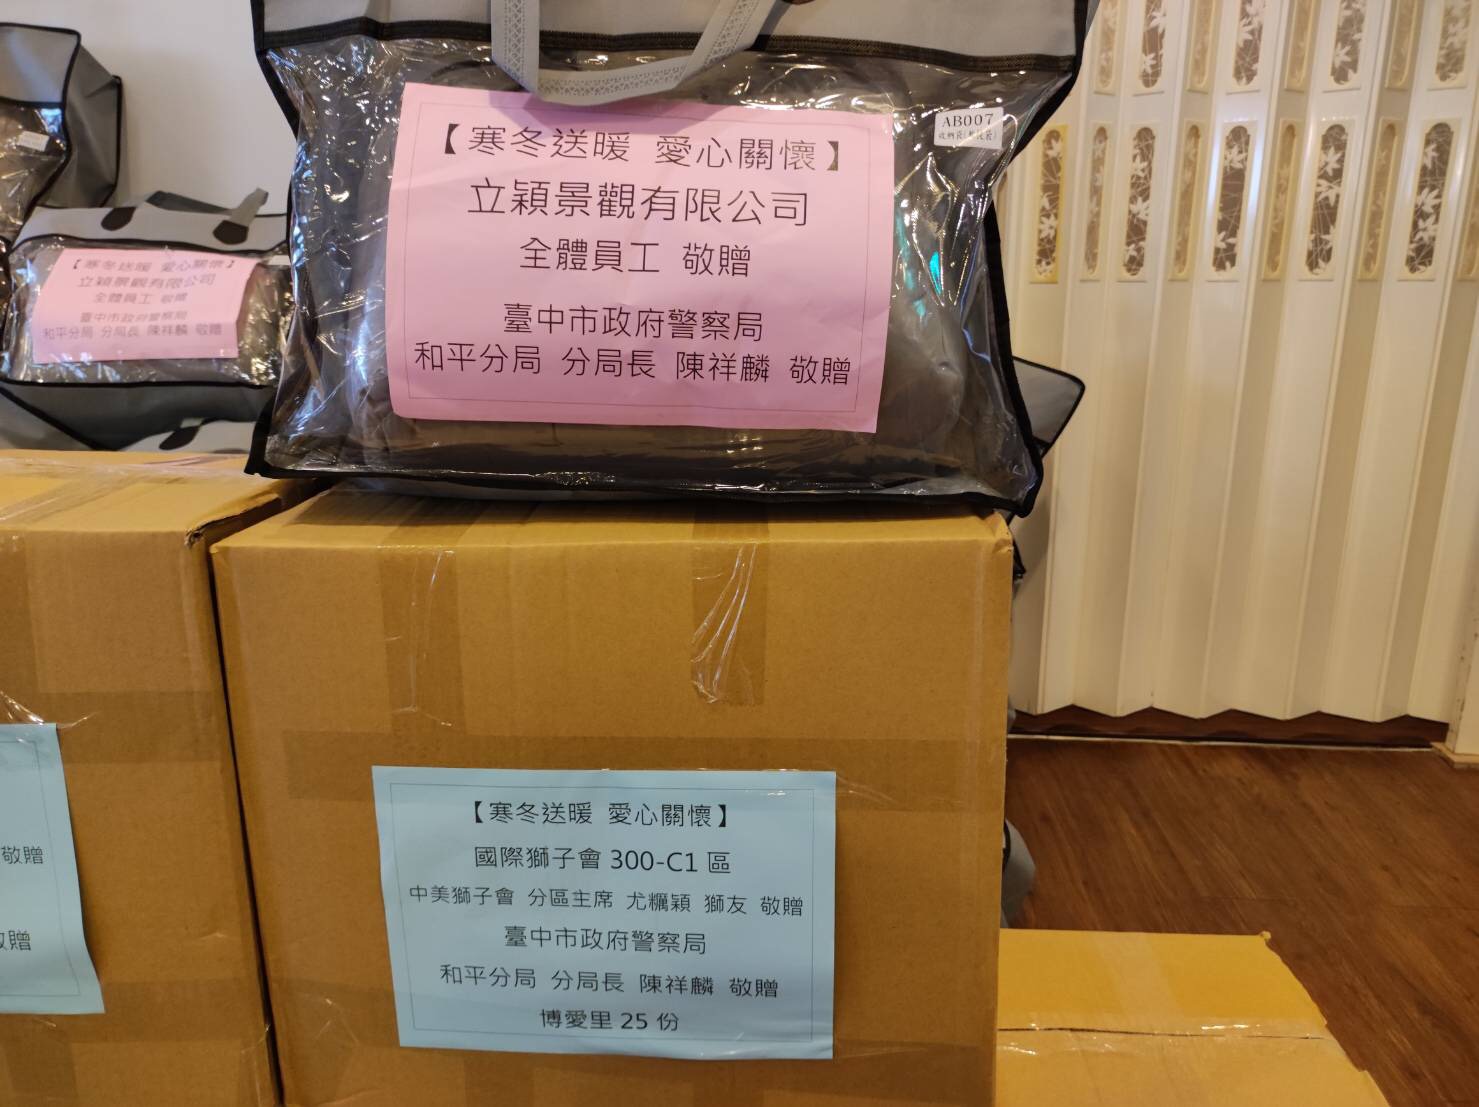 【寒冬送暖 愛心關懷】
立穎景觀有限公司
全體員工 敬贈
臺中市政府警察局
和平分局 分局長 陳祥麟 敬贈
AB007
【寒冬送暖 愛心關懷】
立穎景觀有限公司
全體員工 敬贈
臺中市政府警察局
和平分局 分局長 陳祥麟 敬贈
【寒冬送暖 愛心關懷】
國際獅子會 300-C1 區
中美獅子會 分區主席 尤糲穎 獅友 敬贈
臺中市政府警察局
和平分局 分局長 陳祥麟 敬贈
博愛里 25 份
敬贈
敬贈